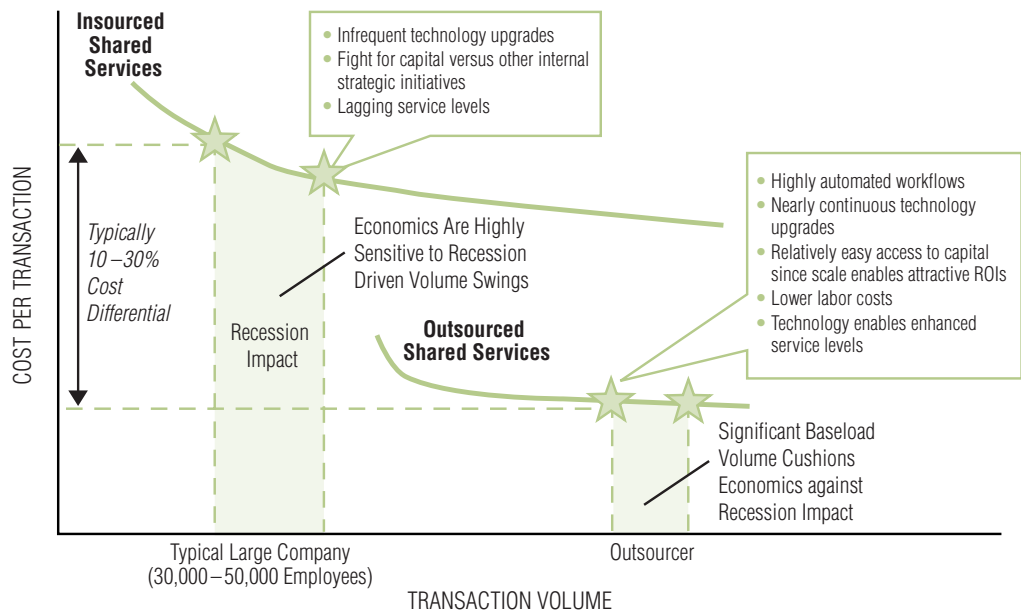 Insourced
Shared
Services
• Infrequent technology upgrades
• Fight for capital versus other internal
strategic initiatives
• Lagging service levels
COST PER TRANSACTION
Typically
10–30%
Cost
Differential
Recession
Impact
Economics Are Highly
Sensitive to Recession
Driven Volume Swings
Outsourced
Shared Services
• Highly automated workflows
• Nearly continuous technology
upgrades
• Relatively easy access to capital
since scale enables attractive ROIs
• Lower labor costs
• Technology enables enhanced
service levels
Significant Baseload
Volume Cushions
Economics against
Recession Impact
Typical Large Company
(30,000–50,000 Employees)
Outsourcer
TRANSACTION VOLUME